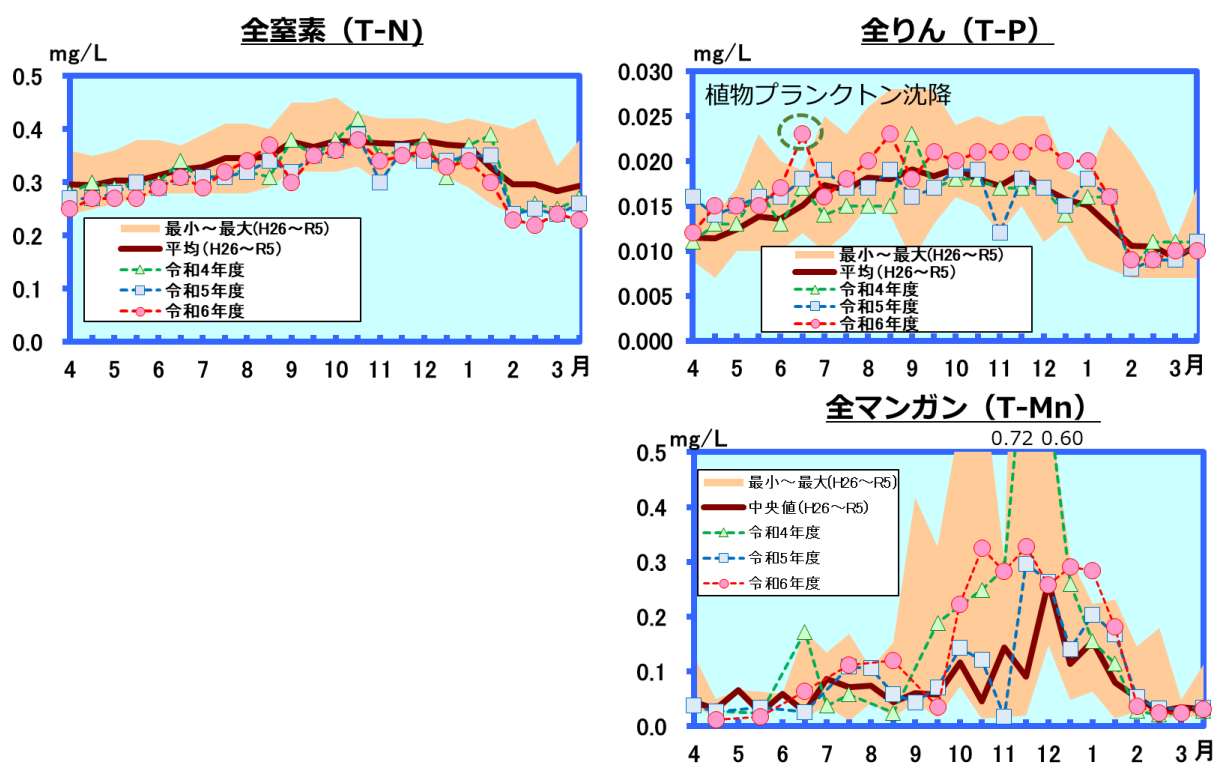 全窒素（T-N)
mg/L
0.5
0.4
0.3
0.2
0.1
0.0
最小～最大(H26～R5)
平均(H26～R5)
令和4年度
令和5年度
令和6年度
4 5 6 7 8 9 10 11 12 1 2 3 月
全りん（T-P）
mg/L
0.030
0.025
0.020
0.015
0.010
0.005
0.000
植物プランクトン沈降
最小～最大(H26～R5)
平均(H26～R5)
令和4年度
令和5年度
令和6年度
4 5 6 7 8 9 10 11 12 1 2 3 月
全マンガン（T-Mn）
mg/L
0.72 0.60
0.5
0.4
0.3
0.2
0.1
0.0
最小～最大(H26～R5)
中央値(H26～R5)
令和4年度
令和5年度
令和6年度
4 5 6 7 8 9 10 11 12 1 2 3 月